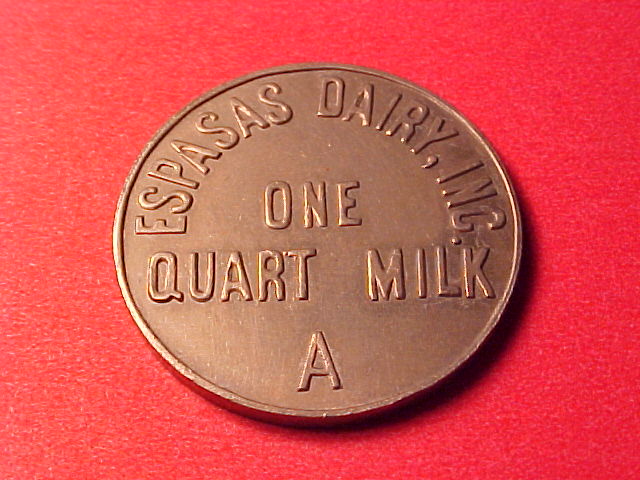 ESPASAS DAIRY, INC.
ONE
QUART MILK
A